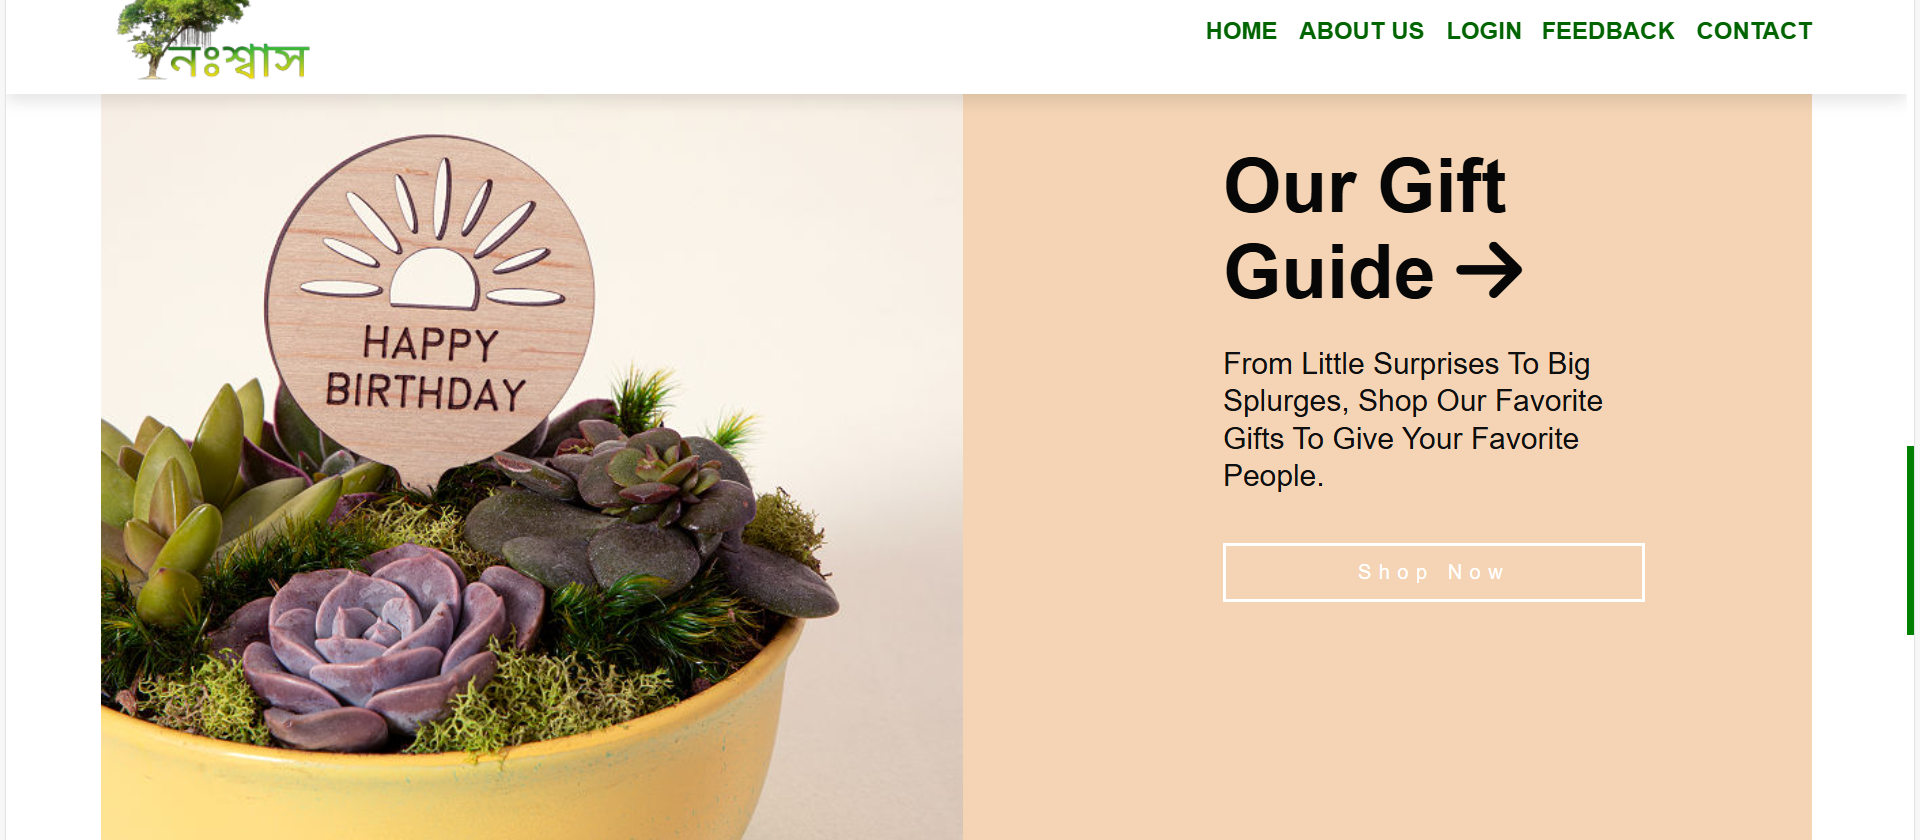 নঃশ্বাস
HOME ABOUT US LOGIN FEEDBACK CONTACT
HAPPY
BIRTHDAY
Our Gift
Guide →
From Little Surprises To Big
Splurges, Shop Our Favorite
Gifts To Give Your Favorite
People.
Shop Now